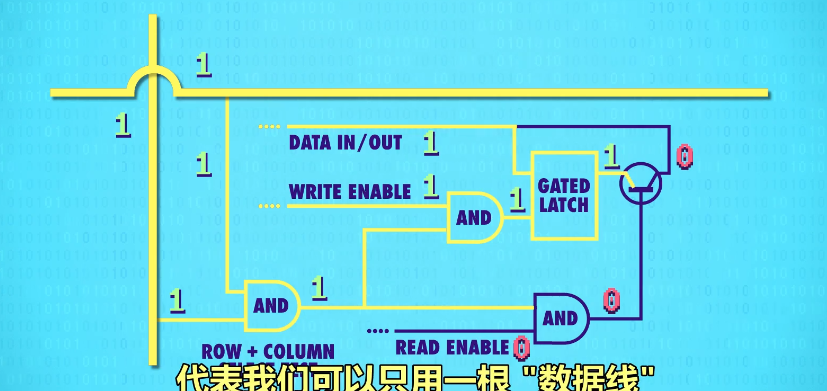 1
1
1
DATA IN/OUT 1
1
0
WRITE ENABLE 1
AND
1
GATED
LATCH
1
AND
1
0
AND
ROW + COLUMN
READ ENABLE 0
代表我们可以只用一根 "数据线"